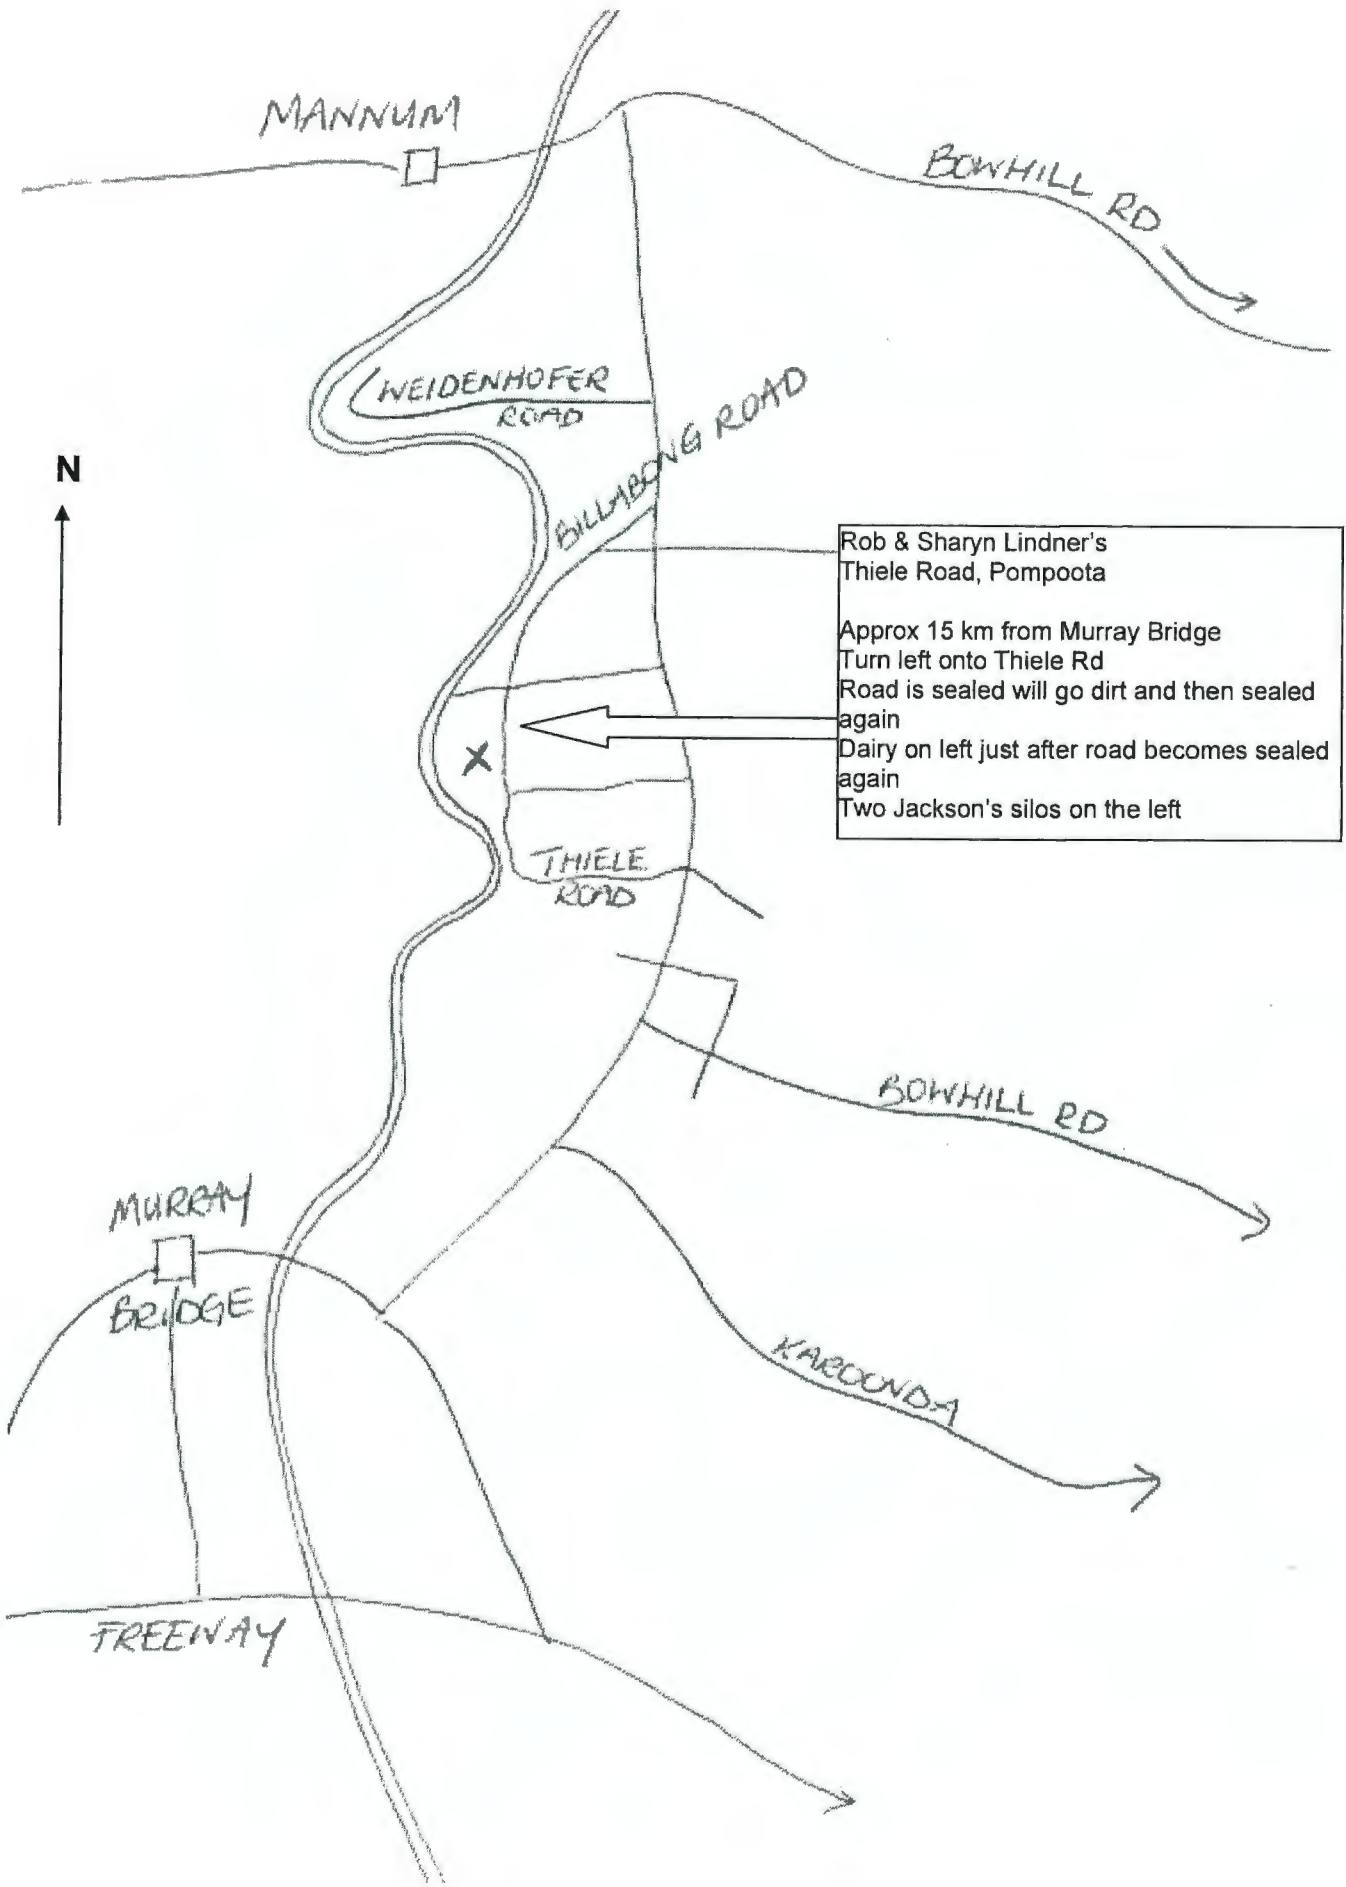 MANNUM
BOWHILL RD
WEIDENHOFER
ROAD
BILLABONG ROAD
N
Rob & Sharyn Lindner's
Thiele Road, Pompoota
Approx 15 km from Murray Bridge
Turn left onto Thiele Rd
Road is sealed will go dirt and then sealed
again
Dairy on left just after road becomes sealed
again
Two Jackson's silos on the left
X
THIELE
ROAD
BOWHILL RD
MURRAY
BRIDGE
KAROONDA
FREEWAY